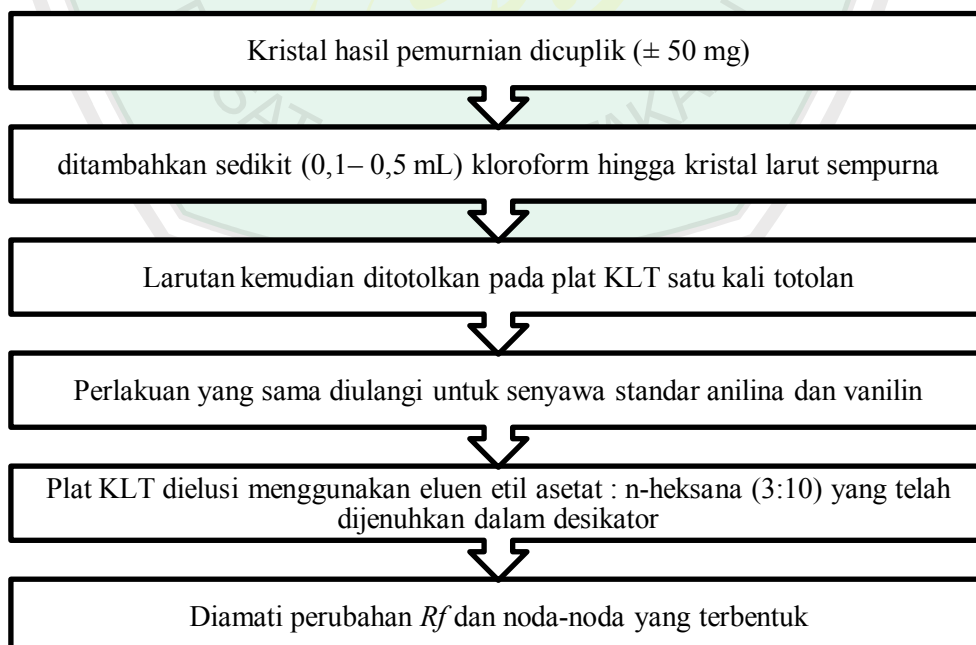 Kristal hasil pemurnian dicuplik (± 50 mg)
ditambahkan sedikit (0,1– 0,5 mL) kloroform hingga kristal larut sempurna
Larutan kemudian ditotolkan pada plat KLT satu kali totolan
Perlakuan yang sama diulangi untuk senyawa standar anilina dan vanilin
Plat KLT dielusi menggunakan eluen etil asetat : n-heksana (3:10) yang telah
dijenuhkan dalam desikator
Diamati perubahan Rf dan noda-noda yang terbentuk